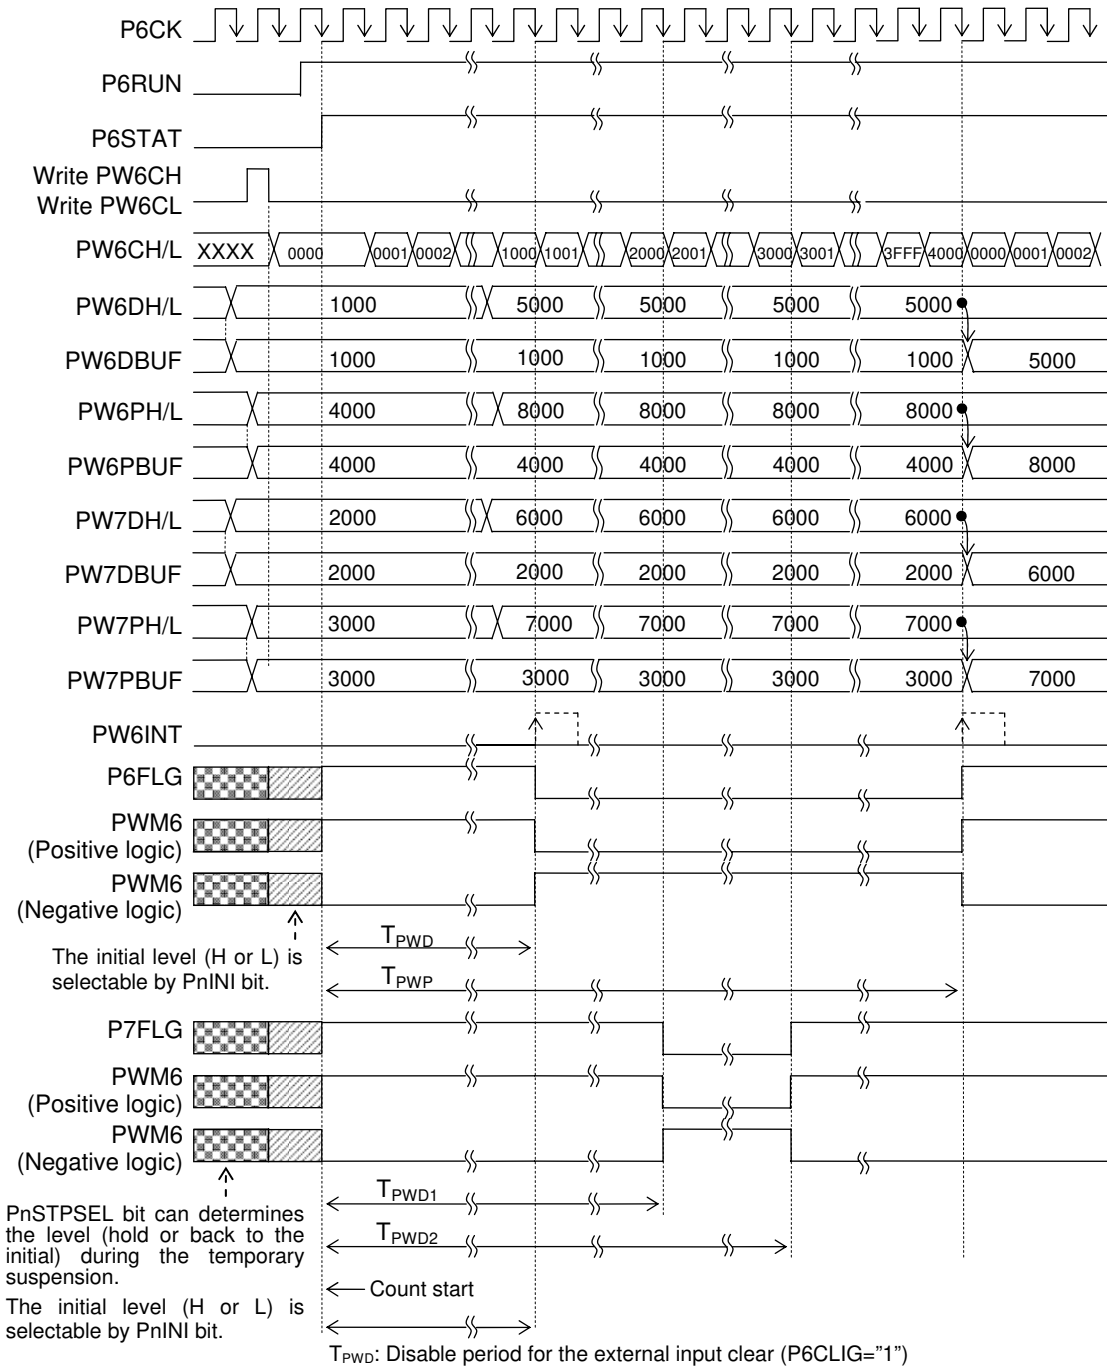 P6CK
P6RUN
P6STAT
Write PW6CH
Write PW6CL
PW6CH/L XXXX 0000 0001 0002 1000 1001 2000 2001 3000 3001 3FFF 4000 0000 0001 0002
PW6DH/L 1000 5000 5000 5000 5000
PW6DBUF 1000 1000 1000 1000 1000 5000
PW6PH/L 4000 8000 8000 8000 8000
PW6PBUF 4000 4000 4000 4000 4000 8000
PW7DH/L 2000 6000 6000 6000 6000
PW7DBUF 2000 2000 2000 2000 2000 6000
PW7PH/L 3000 7000 7000 7000 7000
PW7PBUF 3000 3000 3000 3000 3000 7000
PW6INT
P6FLG
PWM6
(Positive logic)
PWM6
(Negative logic)
The initial level (H or L) is
selectable by PnINI bit.
TPWD
TPWP
P7FLG
PWM6
(Positive logic)
PWM6
(Negative logic)
PnSTPSEL bit can determines
the level (hold or back to the
initial) during the temporary
suspension.
The initial level (H or L) is
selectable by PnINI bit.
TPWD1
TPWD2
Count start
TPWD: Disable period for the external input clear (P6CLIG="1")